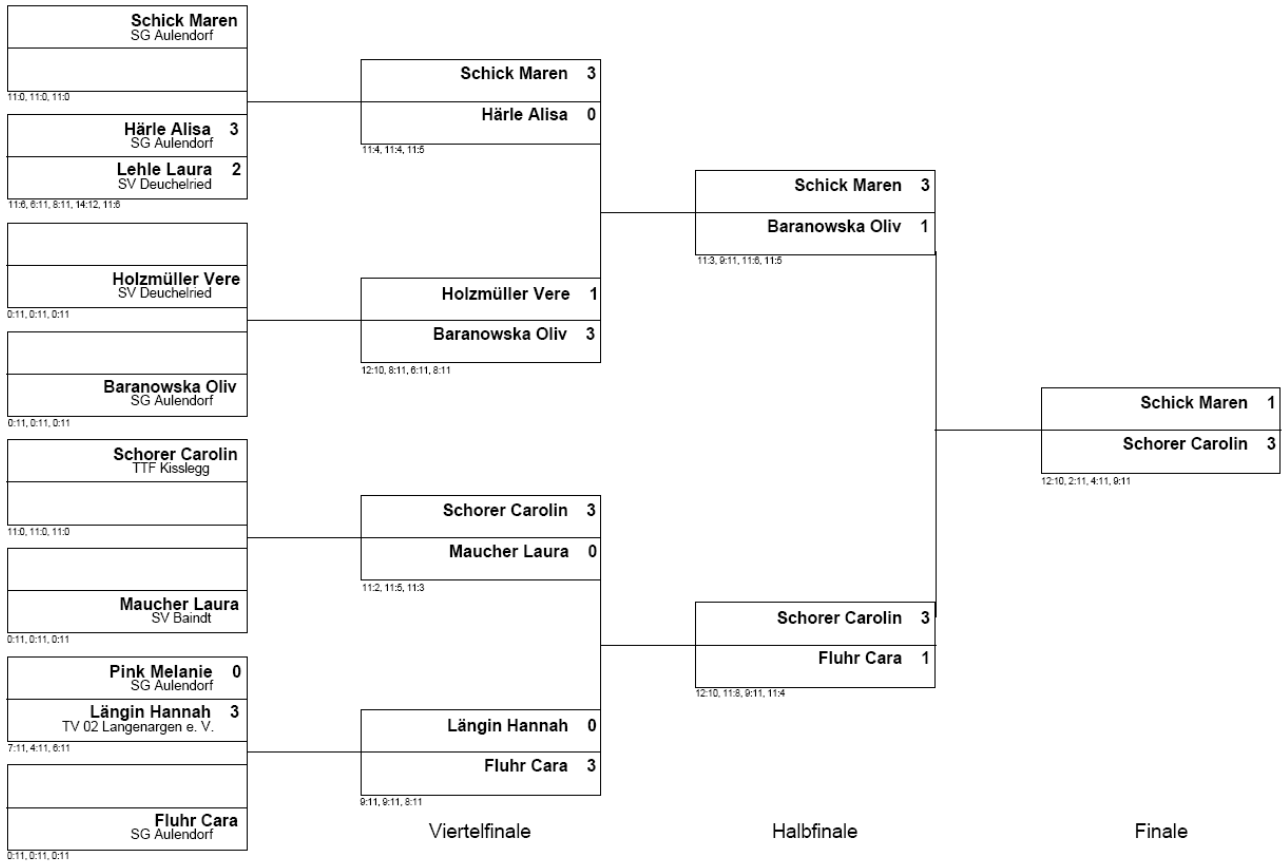 Schick Maren
SG Aulendorf
11:0, 11:0, 11:0
Härle Alisa 3
SG Aulendorf
Lehle Laura 2
SV Deuchelried
11:6, 6:11, 8:11, 14:12, 11:6
Holzmüller Vere
SV Deuchelried
0:11, 0:11, 0:11
Baranowska Oliv
SG Aulendorf
0:11, 0:11, 0:11
Schorer Carolin
TTF Kisslegg
11:0, 11:0, 11:0
Maucher Laura
SV Baindt
0:11, 0:11, 0:11
Pink Melanie 0
SG Aulendorf
Längin Hannah 3
TV 02 Langenargen e. V.
7:11, 4:11, 6:11
Fluhr Cara
SG Aulendorf
0:11, 0:11, 0:11
Schick Maren 3
Härle Alisa 0
11:4, 11:4, 11:5
Holzmüller Vere 1
Baranowska Oliv 3
12:10, 8:11, 6:11, 8:11
Schorer Carolin 3
Maucher Laura 0
11:2, 11:5, 11:3
Längin Hannah 0
Fluhr Cara 3
9:11, 9:11, 8:11
Viertelfinale
Schick Maren 3
Baranowska Oliv 1
11:3, 9:11, 11:6, 11:5
Schorer Carolin 3
Fluhr Cara 1
12:10, 11:8, 9:11, 11:4
Halbfinale
Schick Maren 1
Schorer Carolin 3
12:10, 2:11, 4:11, 9:11
Finale